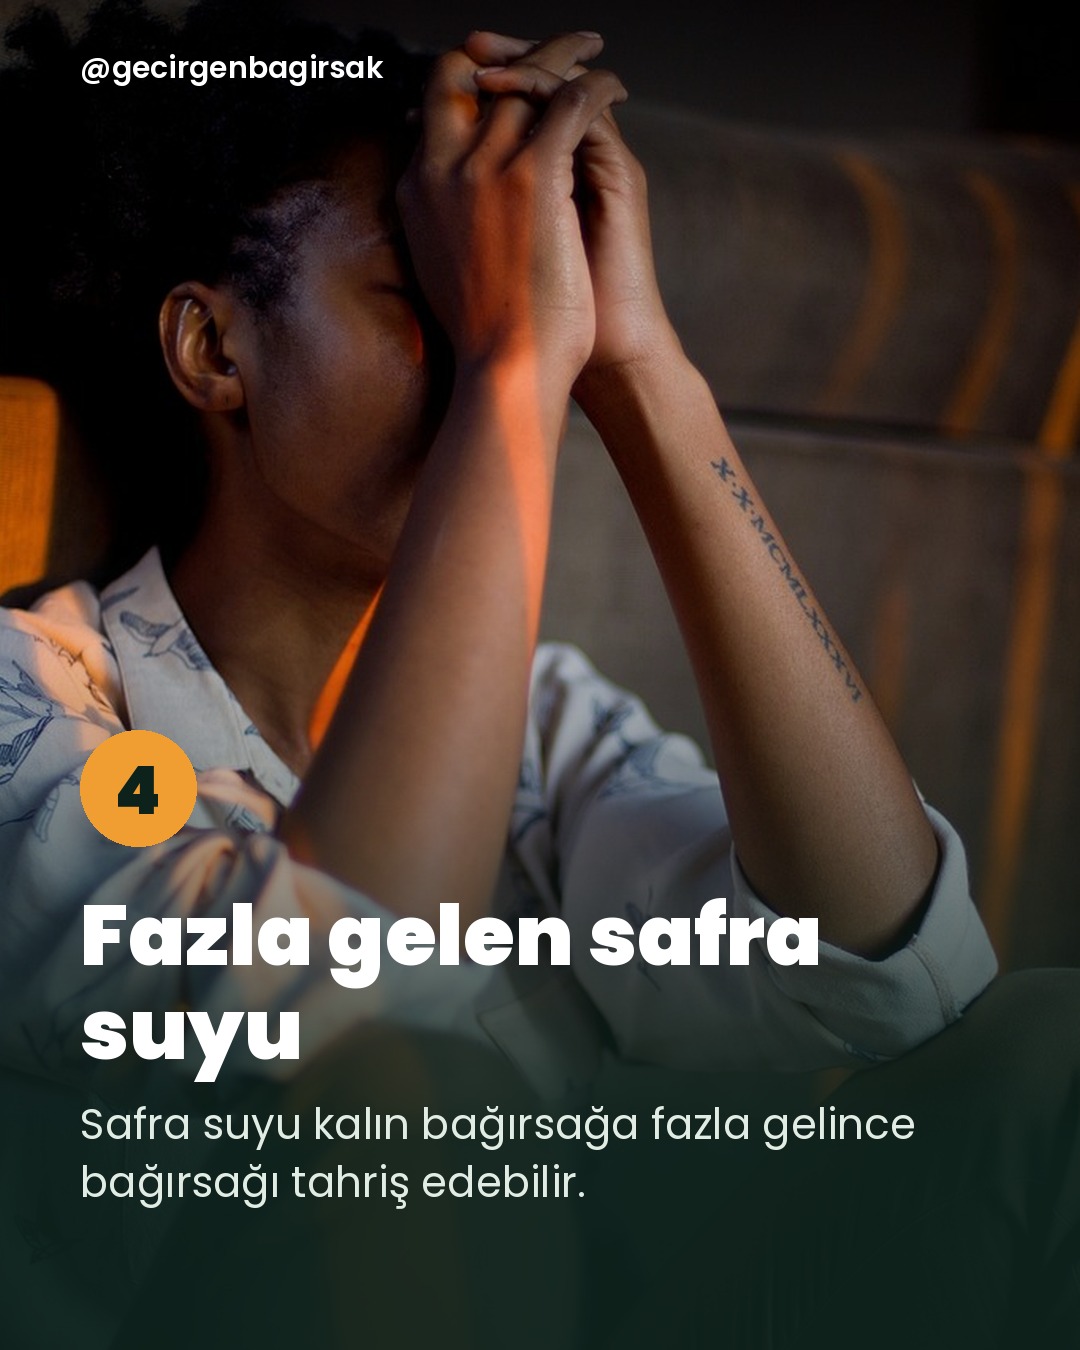 @gecirgenbagirsak
X·X·MCMLXXXVI
4
Fazla gelen safra
suyu
Safra suyu kalın bağırsağa fazla gelince
bağırsağı tahriş edebilir.